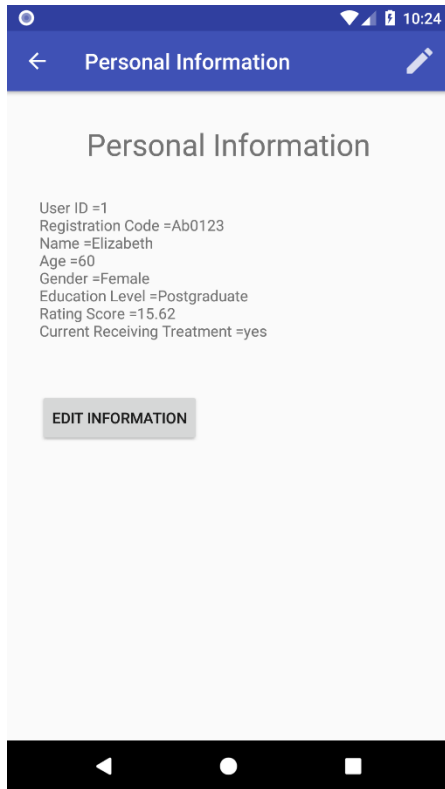 10:24
Personal Information
Personal Information
User ID =1
Registration Code =Ab0123
Name =Elizabeth
Age =60
Gender =Female
Education Level =Postgraduate
Rating Score =15.62
Current Receiving Treatment =yes
EDIT INFORMATION